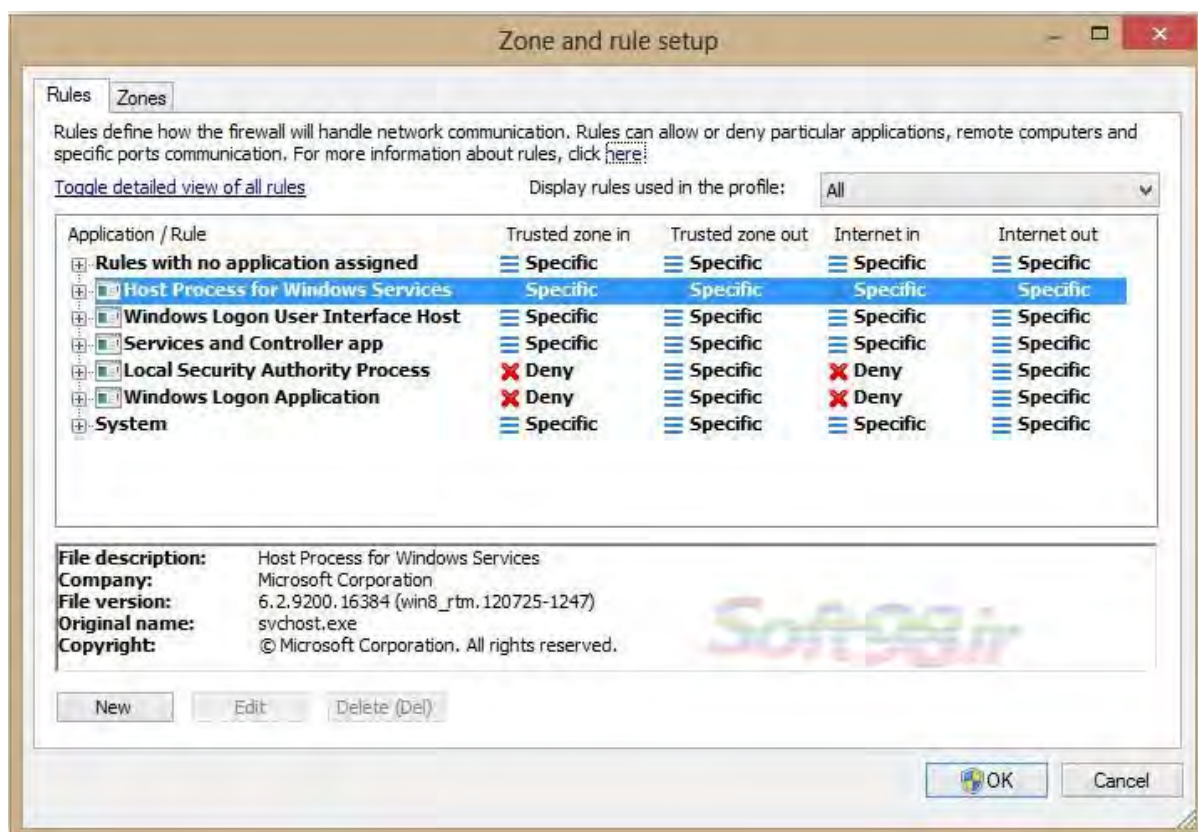 Zone and rule setup
Rules Zones
Rules define how the firewall will handle network communication. Rules can allow or deny particular applications, remote computers and
specific ports communication. For more information about rules, click here!
Toggle detailed view of all rules Display rules used in the profile: All
Application / Rule Trusted zone in Trusted zone out Internet in Internet out
Rules with no application assigned Specific Specific Specific Specific
Host Process for Windows Services Specific Specific Specific Specific
Windows Logon User Interface Host Specific Specific Specific Specific
Services and Controller app Specific Specific Specific Specific
Local Security Authority Process Deny Specific Deny Specific
Windows Logon Application Deny Specific Deny Specific
System Specific Specific Specific Specific
File description: Host Process for Windows Services
Company: Microsoft Corporation
File version: 6.2.9200.16384 (win8_rtm.120725-1247)
Original name: svchost.exe
Copyright: © Microsoft Corporation. All rights reserved.
Soft98.ir
New Edit Delete (Del)
OK Cancel